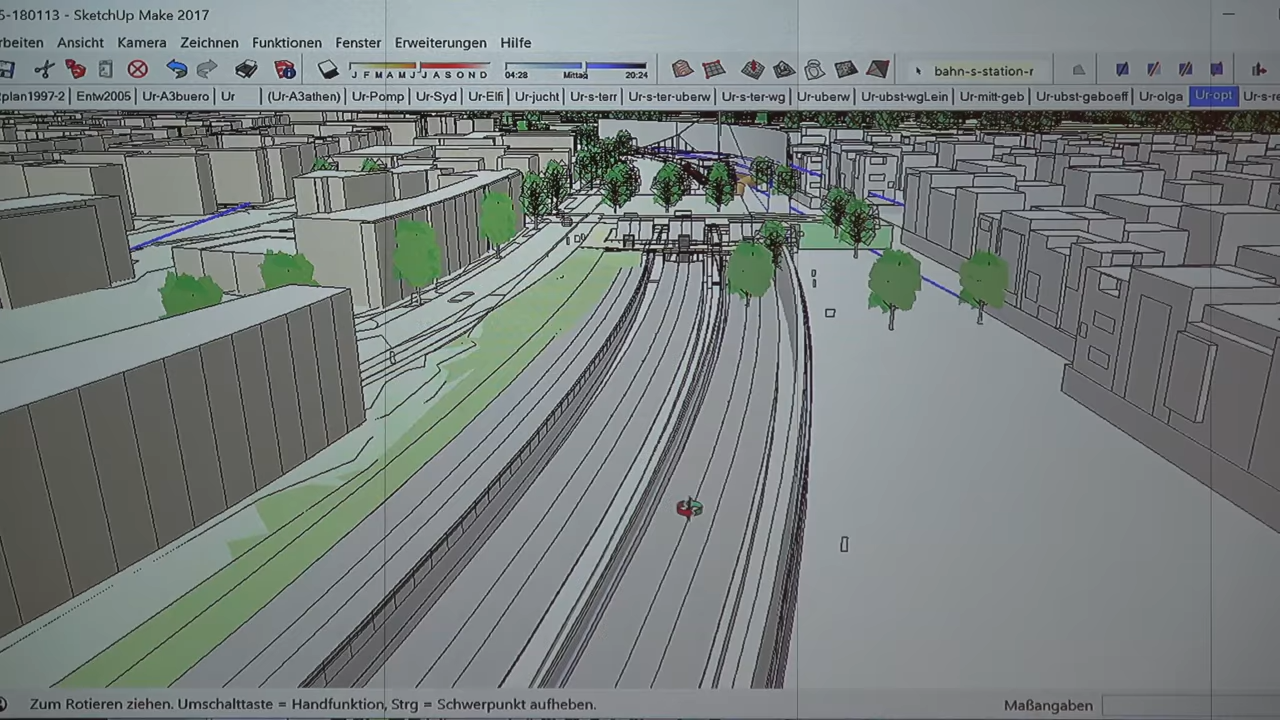 5-180113 - SketchUp Make 2017
rbeiten Ansicht Kamera Zeichnen Funktionen Fenster Erweiterungen Hilfe
J F M A M J J A S O N D 04:28 Mittag 20:24 bahn-s-station-r
rplan1997-2 Entw2005 Ur-A3buero Ur (Ur-A3athen) Ur-Pomp Ur-Syd Ur-Elfi Ur-jucht Ur-s-terr Ur-s-ter-uberw Ur-s-ter-wg Ur-uberw Ur-ubst-wgLein Ur-mitt-geb Ur-ubst-geboeff Ur-olga Ur-opt Ur-s-re
Zum Rotieren ziehen. Umschalttaste = Handfunktion, Strg = Schwerpunkt aufheben. Maßangaben